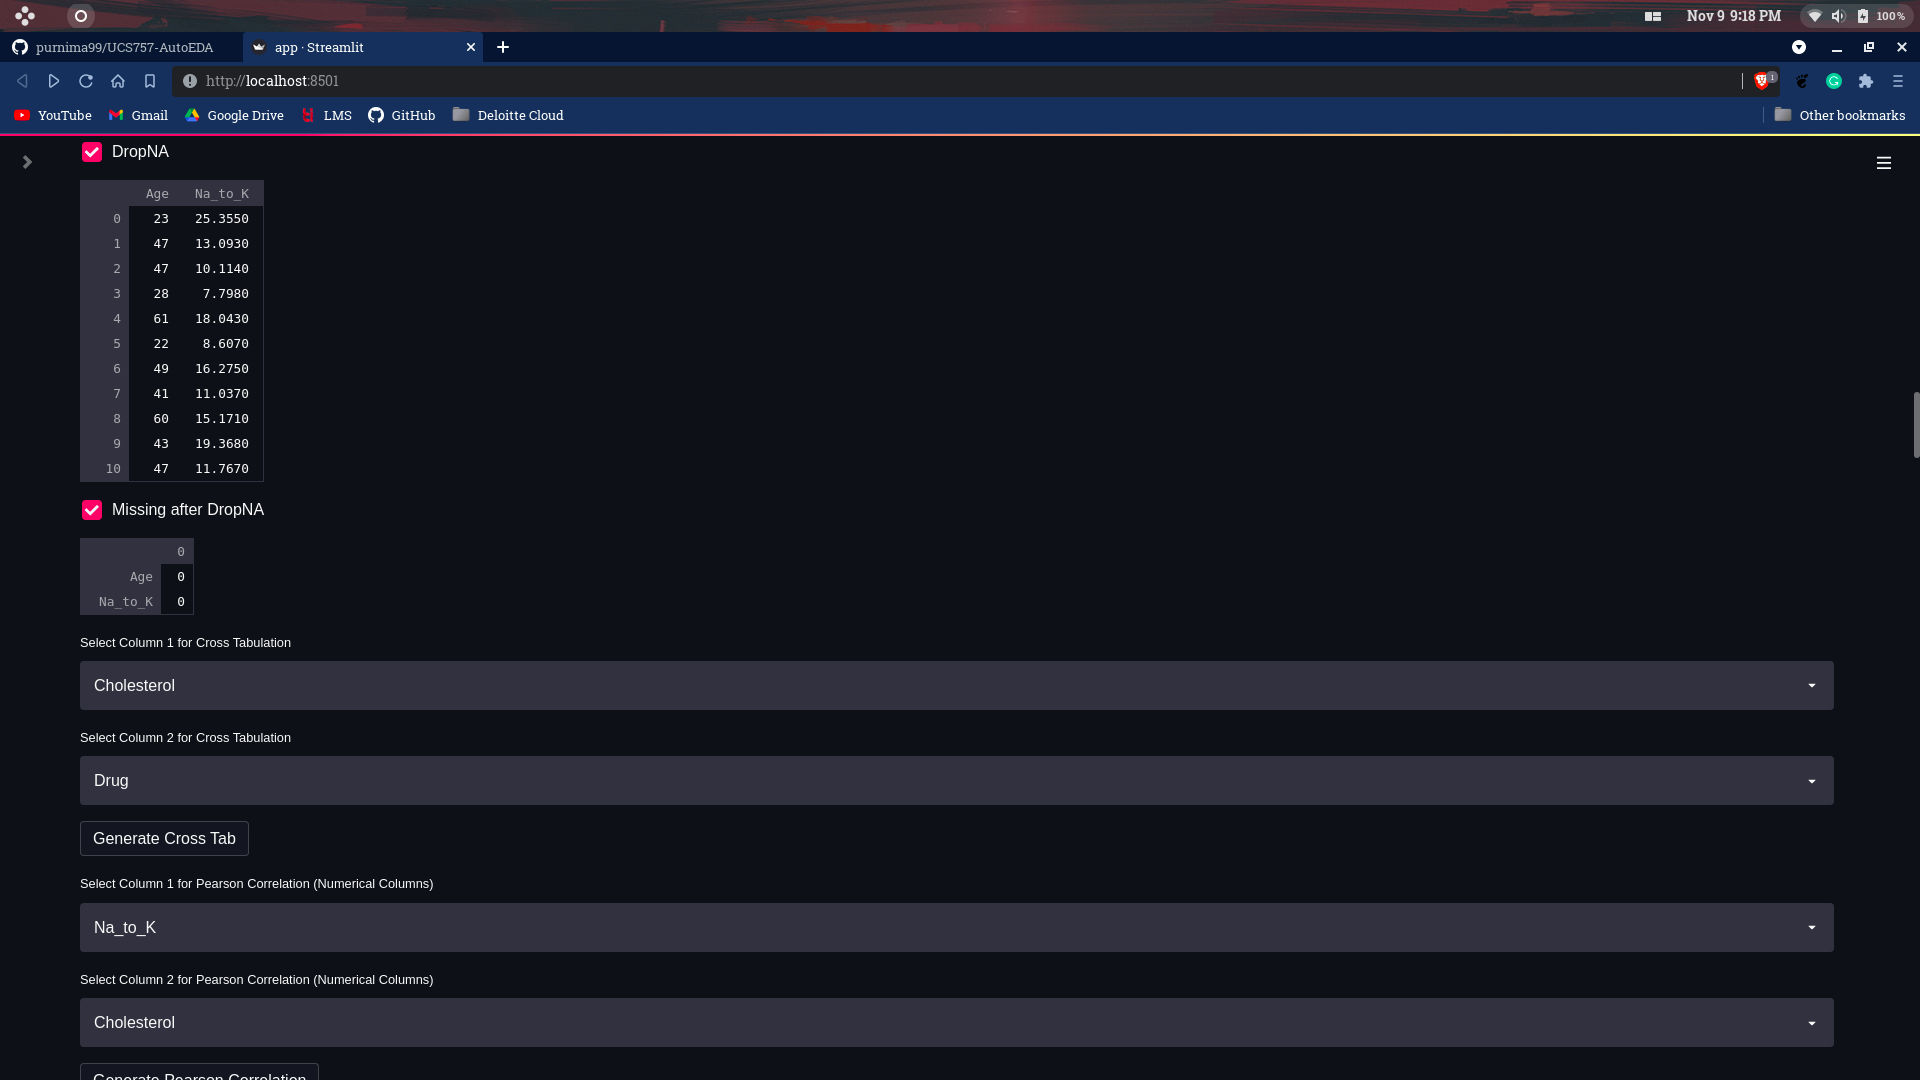 Nov 9 9:18 PM
100%
purnima99/UCS757-AutoEDA
app · Streamlit
http://localhost:8501
1
YouTube
Gmail
Google Drive
LMS
GitHub
Deloitte Cloud
Other bookmarks
DropNA
Age Na_to_K
0 23 25.3550
1 47 13.0930
2 47 10.1140
3 28 7.7980
4 61 18.0430
5 22 8.6070
6 49 16.2750
7 41 11.0370
8 60 15.1710
9 43 19.3680
10 47 11.7670
Missing after DropNA
0
Age 0
Na_to_K 0
Select Column 1 for Cross Tabulation
Cholesterol
Select Column 2 for Cross Tabulation
Drug
Generate Cross Tab
Select Column 1 for Pearson Correlation (Numerical Columns)
Na_to_K
Select Column 2 for Pearson Correlation (Numerical Columns)
Cholesterol
Generate Pearson Correlation